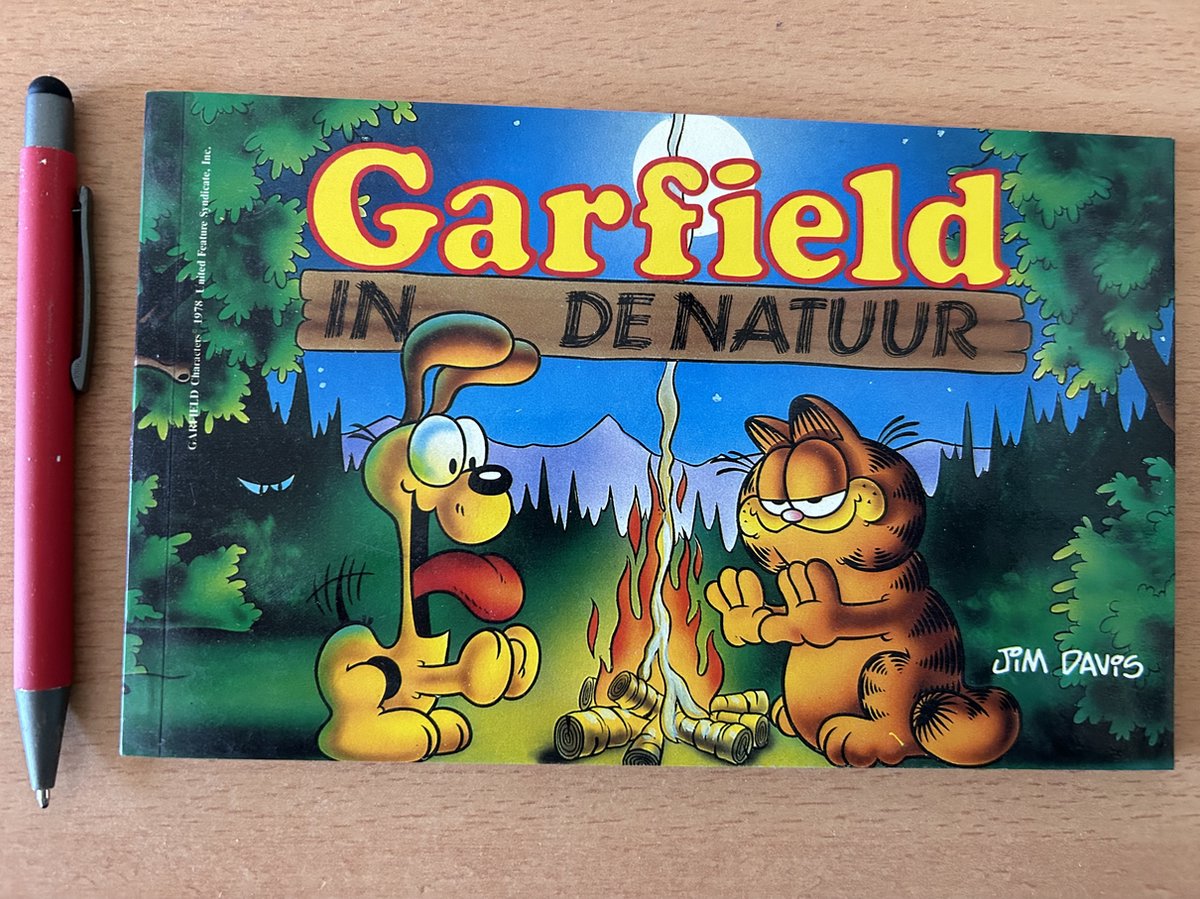 Garfield
IN DE NATUUR
GARFIELD Characters: 1978 United Feature Syndicate, Inc.
JIM DAVIS